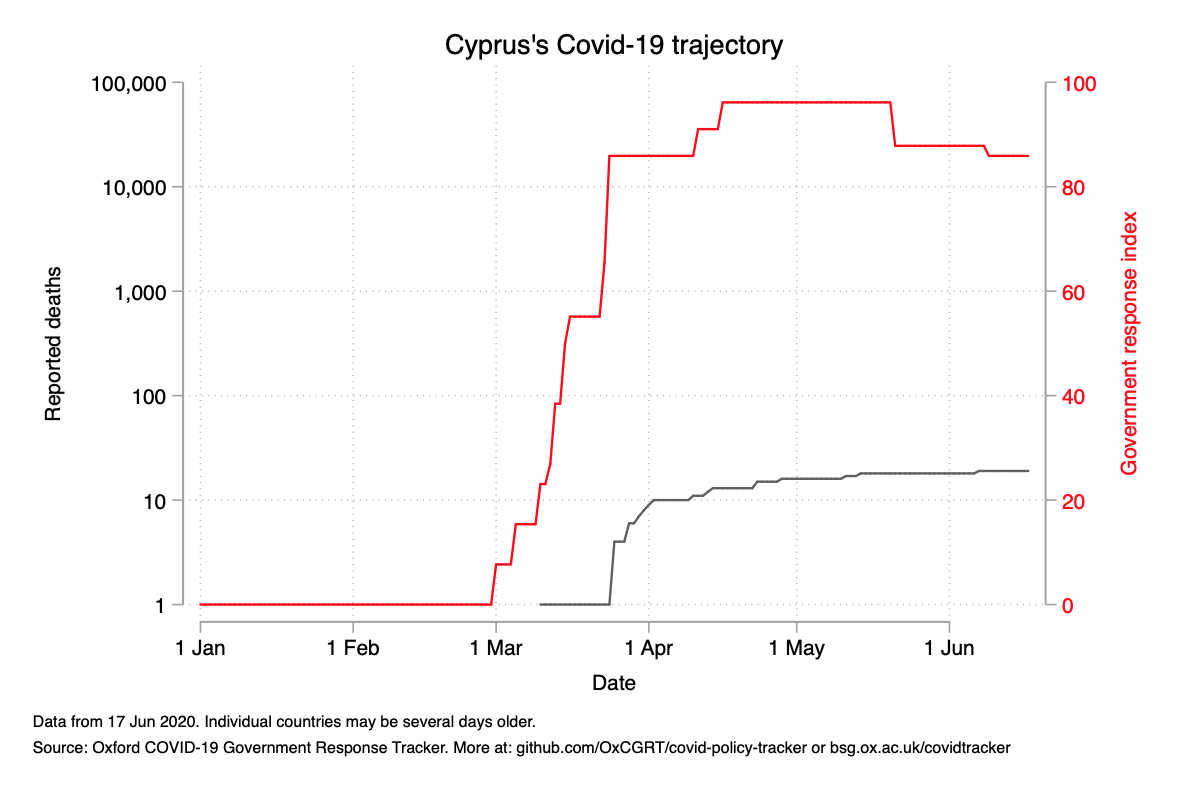 Cyprus's Covid-19 trajectory
100,000
10,000
1,000
100
10
1
Reported deaths
100
80
60
40
20
0
Government response index
1 Jan
1 Feb
1 Mar
1 Apr
1 May
1 Jun
Date
Data from 17 Jun 2020. Individual countries may be several days older.
Source: Oxford COVID-19 Government Response Tracker. More at: github.com/OxCGRT/covid-policy-tracker or bsg.ox.ac.uk/covidtracker